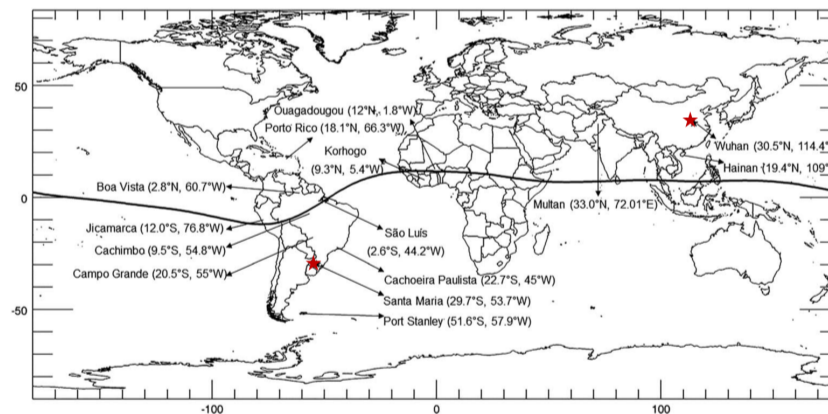 50
0
-50
-100
0
100
Ouagadougou (12°N, 1.8°W)
Porto Rico (18.1°N, 66.3°W)
Korhogo
(9.3°N, 5.4°W)
Boa Vista (2.8°N, 60.7°W)
Jicamarca (12.0°S, 76.8°W)
Cachimbo (9.5°S, 54.8°W)
Campo Grande (20.5°S, 55°W)
São Luís
(2.6°S, 44.2°W)
Cachoeira Paulista (22.7°S, 45°W)
Santa Maria (29.7°S, 53.7°W)
Port Stanley (51.6°S, 57.9°W)
Wuhan (30.5°N, 114.4°
Hainan (19.4°N, 109°
Multan (33.0°N, 72.01°E)